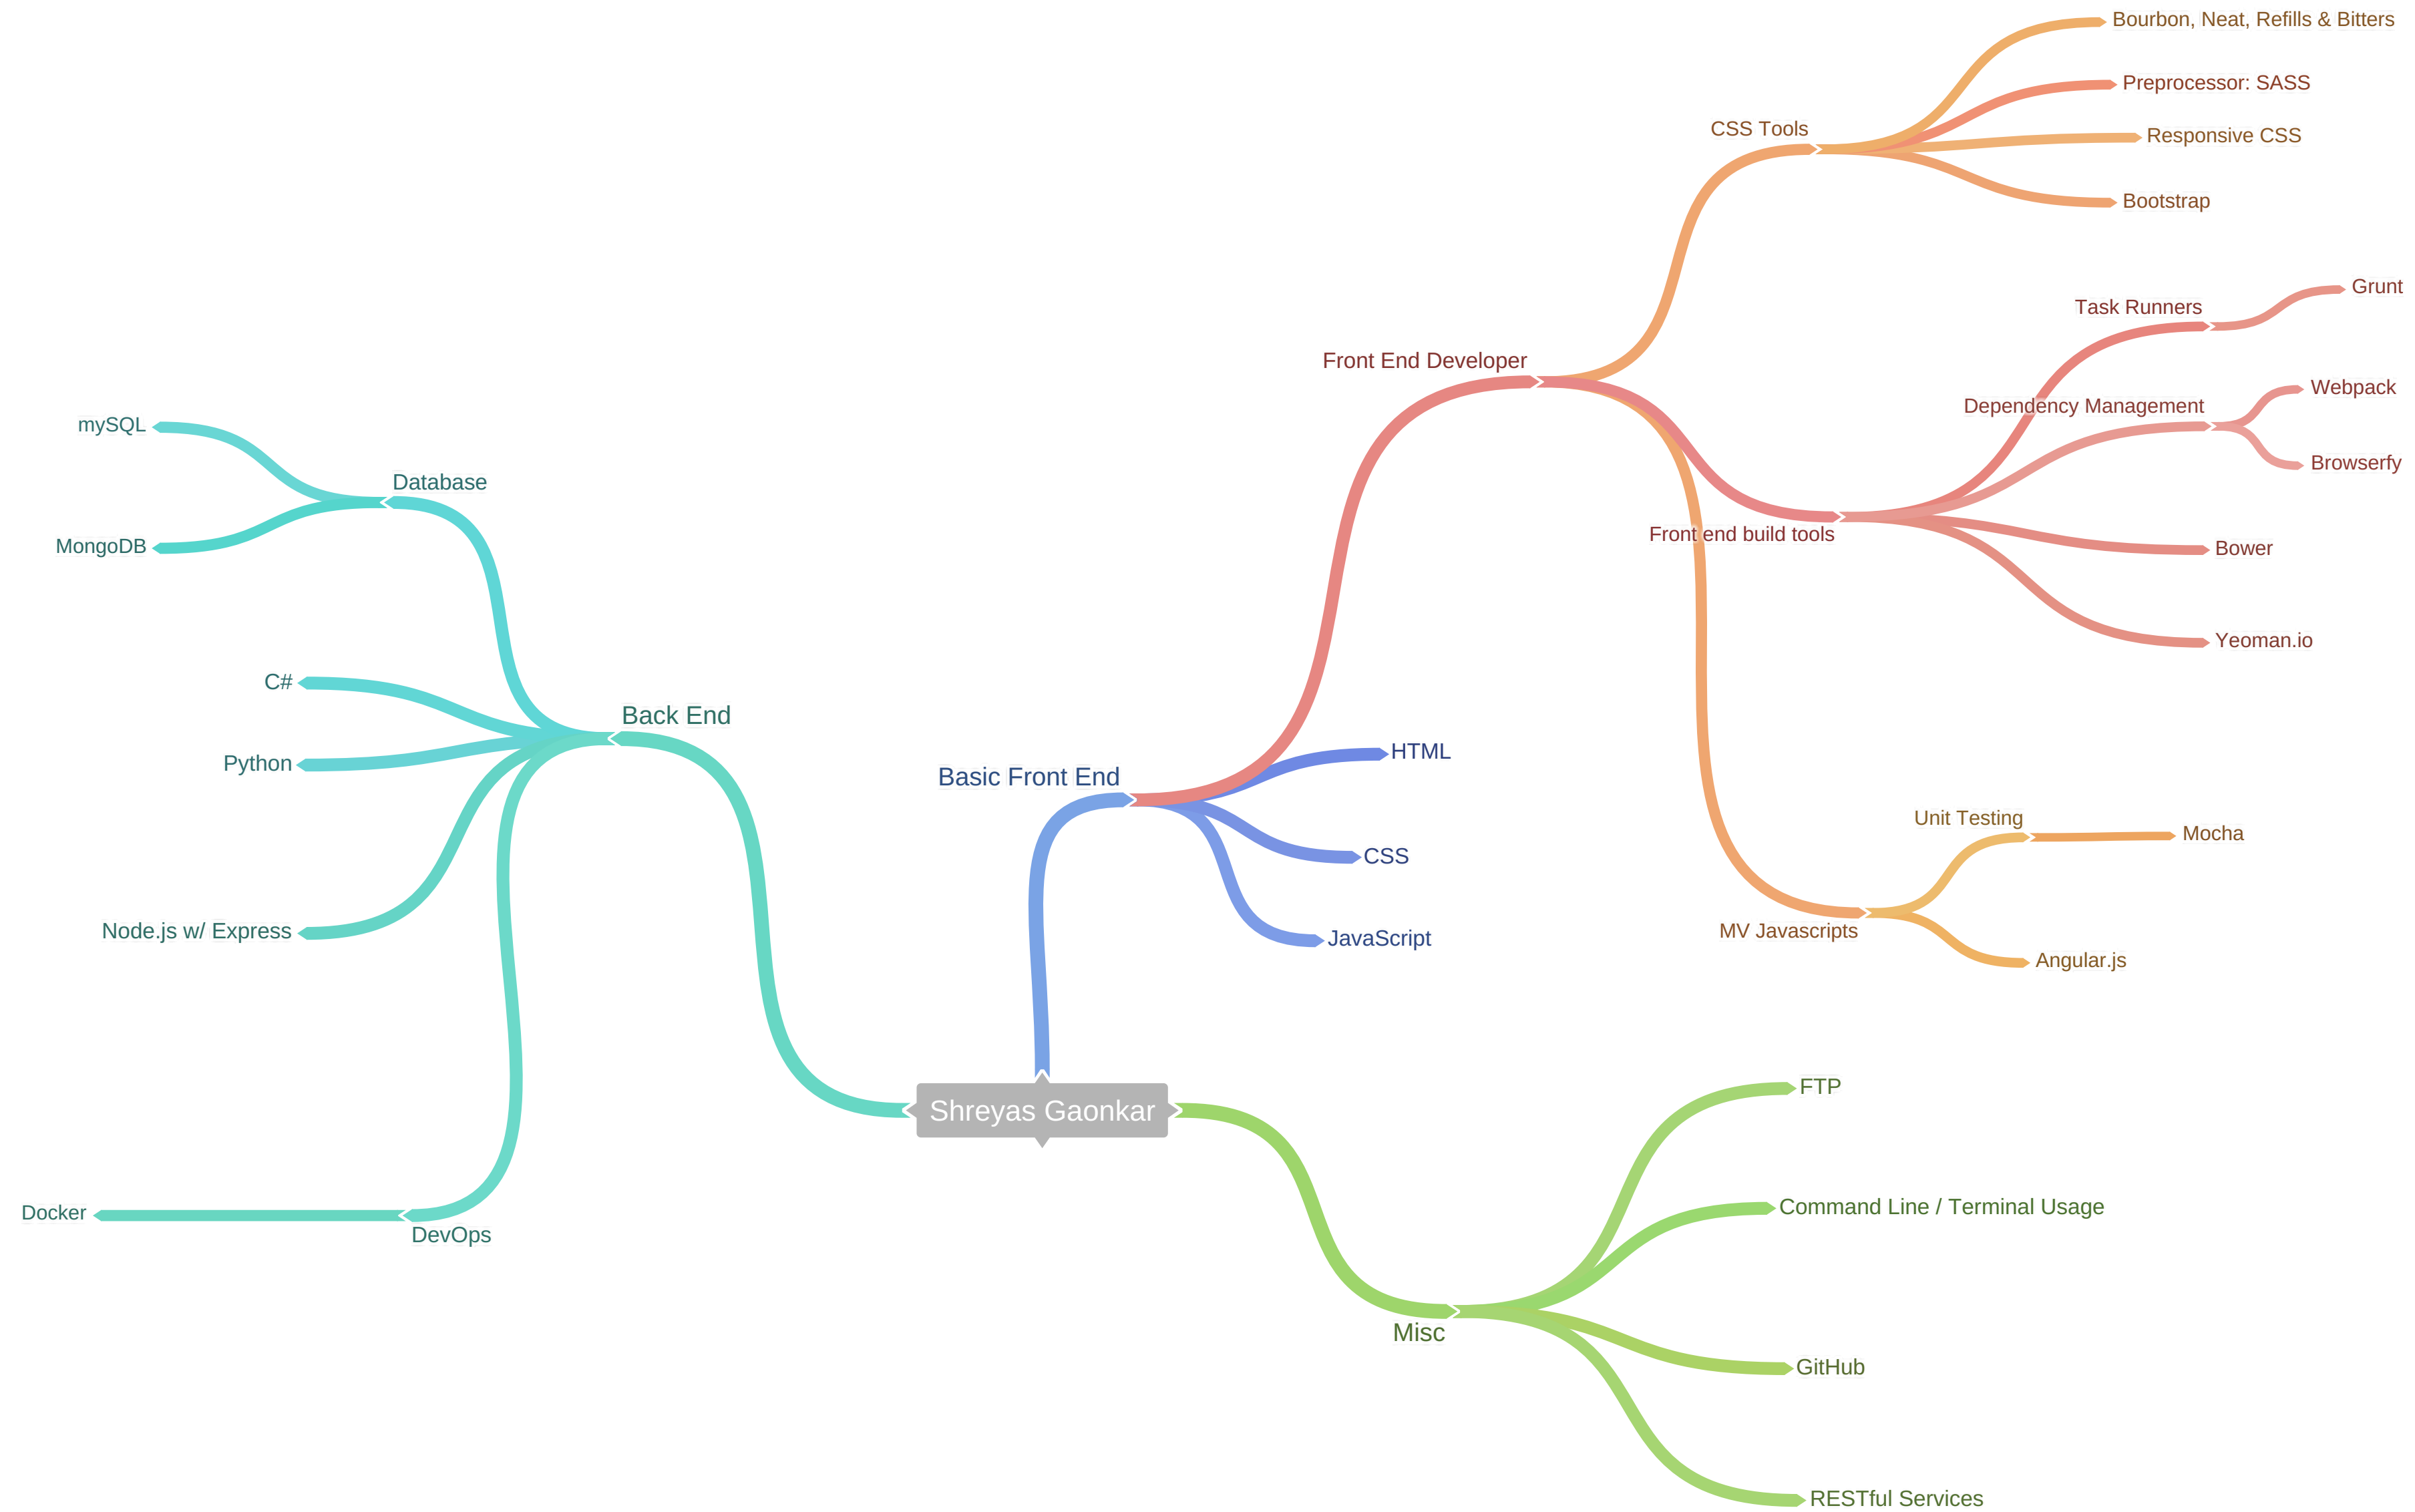 Bourbon, Neat, Refills & Bitters
Preprocessor: SASS
CSS Tools
Responsive CSS
Bootstrap
Grunt
Task Runners
Front End Developer
Webpack
Dependency Management
Browserfy
Front end build tools
Bower
Yeoman.io
mySQL
Database
MongoDB
C#
Back End
Python
Node.js w/ Express
Docker
DevOps
Basic Front End
HTML
CSS
JavaScript
Unit Testing
Mocha
MV Javascripts
Angular.js
Shreyas Gaonkar
FTP
Command Line / Terminal Usage
Misc
GitHub
RESTful Services